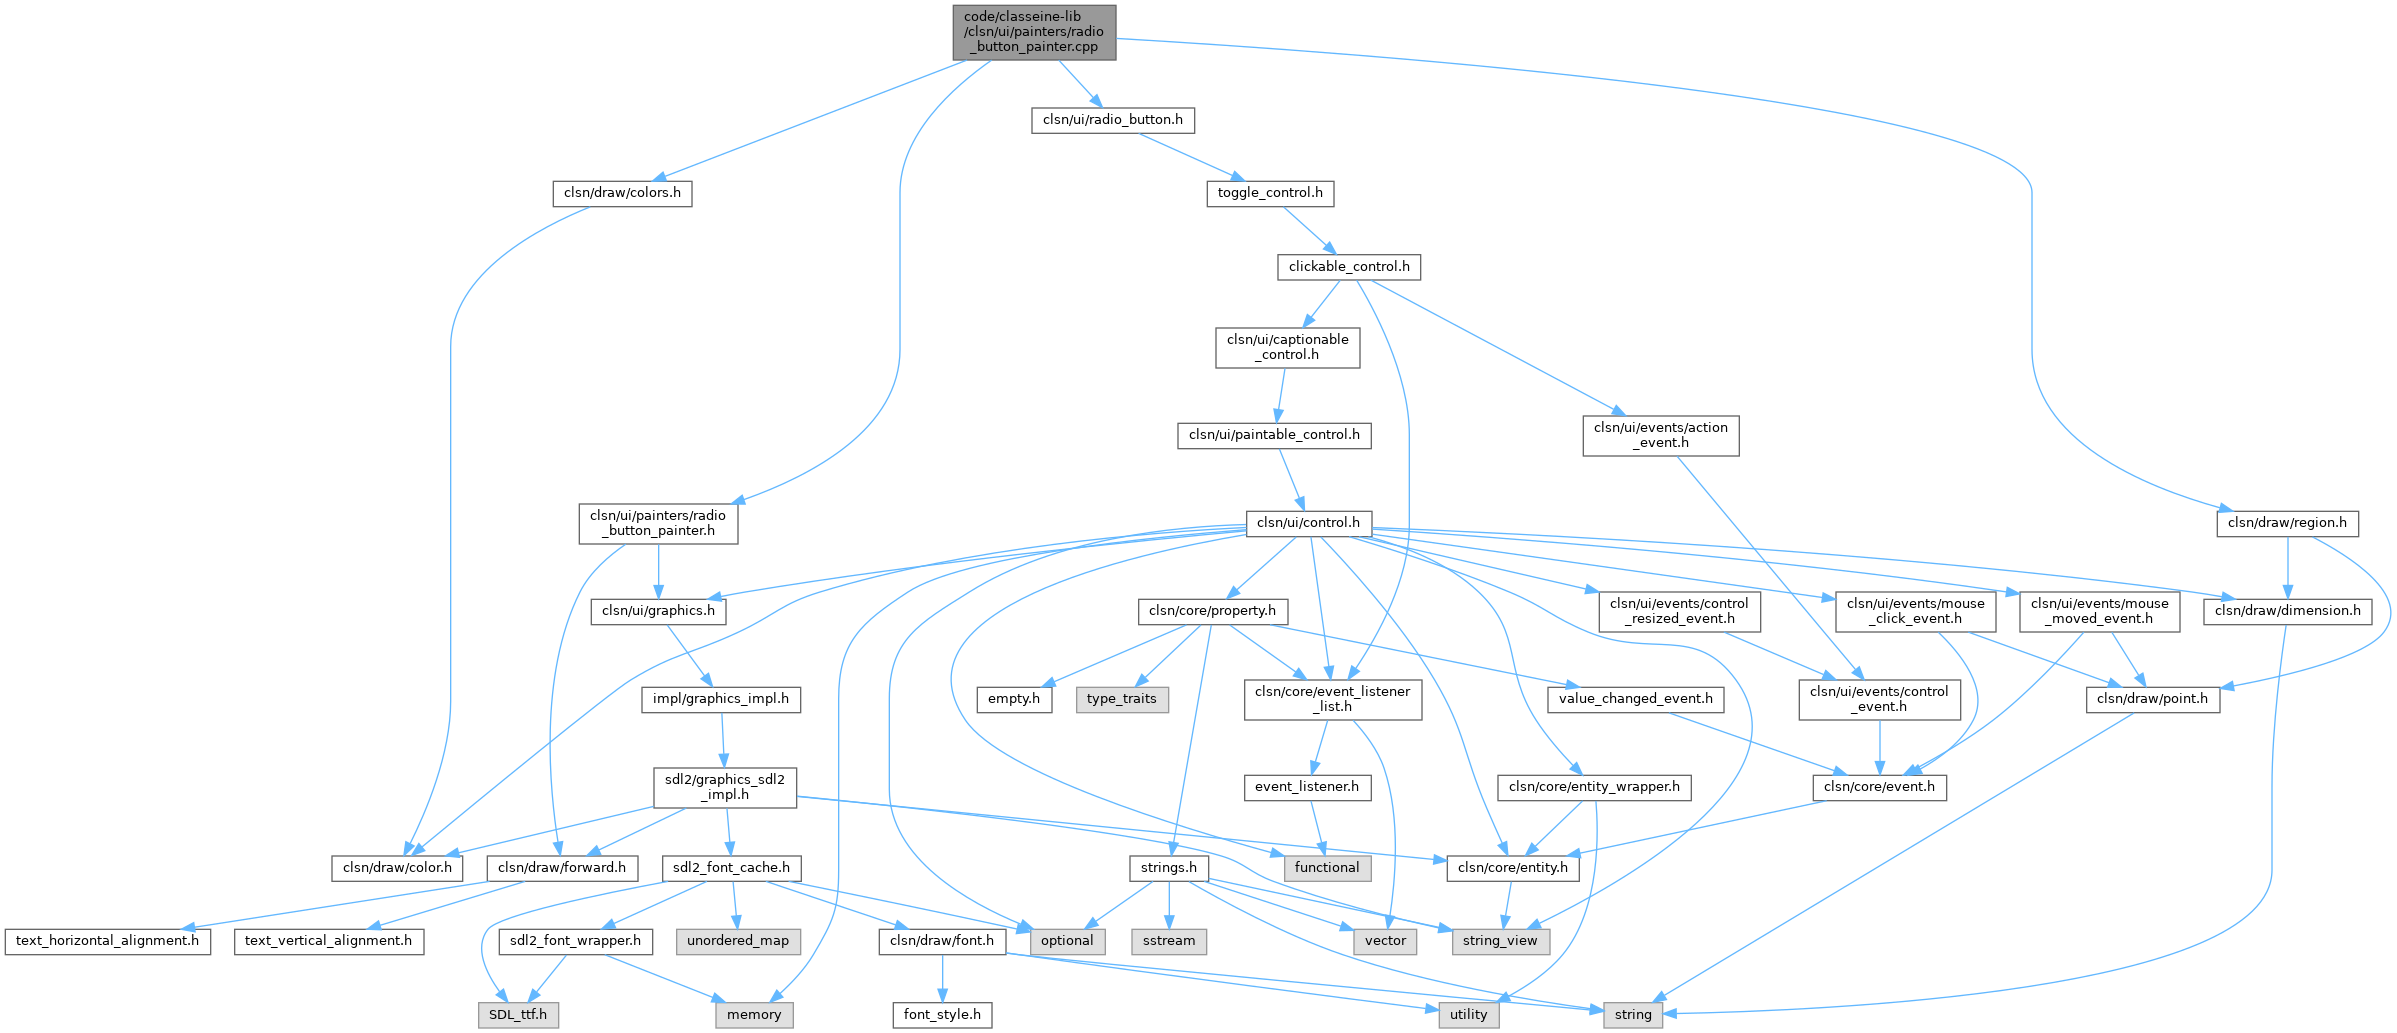 code/classeine-lib
/clsn/ui/painters/radio
_button_painter.cpp
clsn/ui/radio_button.h
clsn/draw/colors.h
toggle_control.h
clickable_control.h
clsn/ui/captionable
_control.h
clsn/ui/paintable_control.h
clsn/ui/events/action
_event.h
clsn/ui/painters/radio
_button_painter.h
clsn/ui/control.h
clsn/draw/region.h
clsn/ui/graphics.h
clsn/core/property.h
clsn/ui/events/control
_resized_event.h
clsn/ui/events/mouse
_click_event.h
clsn/ui/events/mouse
_moved_event.h
clsn/draw/dimension.h
impl/graphics_impl.h
empty.h
type_traits
clsn/core/event_listener
_list.h
value_changed_event.h
clsn/ui/events/control
_event.h
clsn/draw/point.h
sdl2/graphics_sdl2
_impl.h
event_listener.h
clsn/core/entity_wrapper.h
clsn/core/event.h
clsn/draw/color.h
clsn/draw/forward.h
sdl2_font_cache.h
strings.h
functional
clsn/core/entity.h
text_horizontal_alignment.h
text_vertical_alignment.h
sdl2_font_wrapper.h
unordered_map
clsn/draw/font.h
optional
sstream
vector
string_view
SDL_ttf.h
memory
font_style.h
utility
string